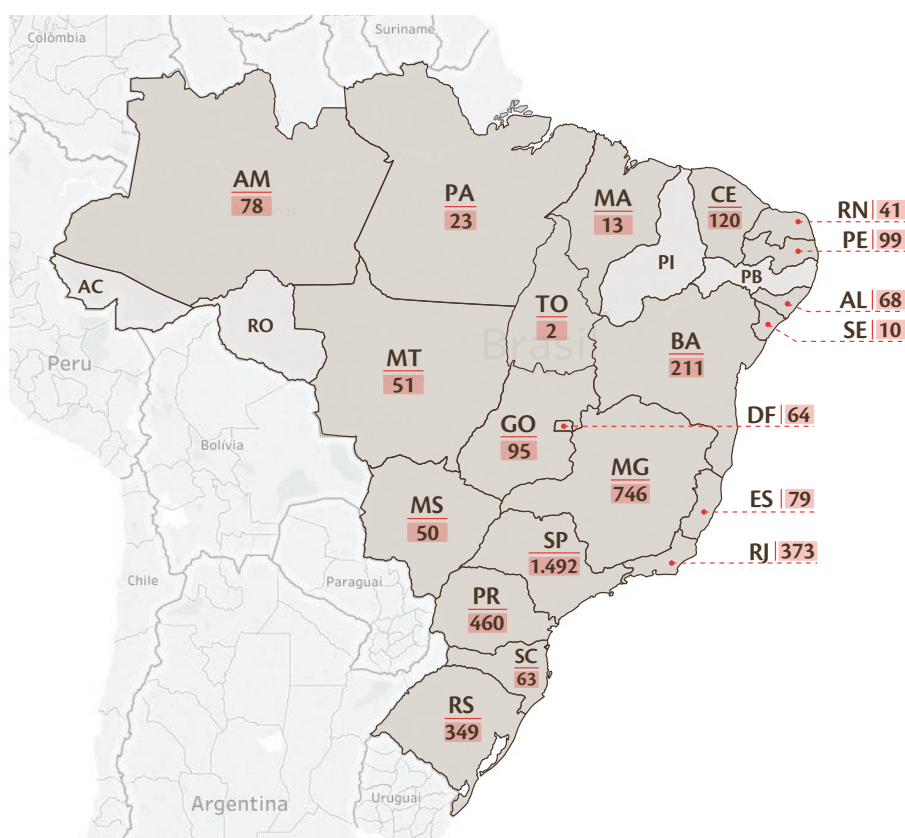 Colômbia
Suriname
AM
78
PA
23
MA
13
CE
120
RN 41
PE 99
PI
PB
AC
RO
TO
2
AL 68
SE 10
Brasil
BA
211
MT
51
Peru
DF 64
GO
95
Bolívia
MG
746
ES 79
MS
50
SP
1.492
RJ 373
Chile
Paraguai
PR
460
SC
63
RS
349
Argentina
Uruguai